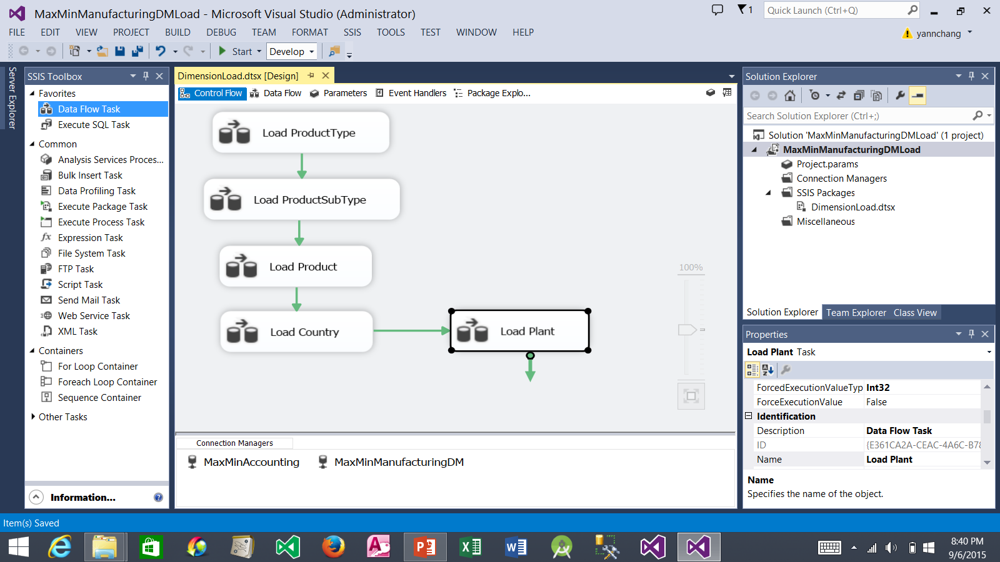 MaxMinManufacturingDMLoad - Microsoft Visual Studio (Administrator)
1
Quick Launch (Ctrl+Q)
FILE EDIT VIEW PROJECT BUILD DEBUG TEAM FORMAT SSIS TOOLS TEST WINDOW HELP
yannchang
Start
Develop
Server Explorer
SSIS Toolbox
Favorites
Data Flow Task
Execute SQL Task
Common
Analysis Services Proces...
Bulk Insert Task
Data Profiling Task
Execute Package Task
Execute Process Task
Expression Task
File System Task
FTP Task
Script Task
Send Mail Task
Web Service Task
XML Task
Containers
For Loop Container
Foreach Loop Container
Sequence Container
Other Tasks
Information...
DimensionLoad.dtsx [Design]
Control Flow Data Flow Parameters Event Handlers Package Explo...
Load ProductType
Load ProductSubType
Load Product
Load Country
Load Plant
100%
Connection Managers
MaxMinAccounting MaxMinManufacturingDM
Solution Explorer
Search Solution Explorer (Ctrl+;)
Solution 'MaxMinManufacturingDMLoad' (1 project)
MaxMinManufacturingDMLoad
Project.params
Connection Managers
SSIS Packages
DimensionLoad.dtsx
Miscellaneous
Solution Explorer Team Explorer Class View
Properties
Load Plant Task
ForcedExecutionValueTyp Int32
ForceExecutionValue False
Identification
Description Data Flow Task
ID {E361CA2A-CEAC-4A6C-B78
Name Load Plant
Name
Specifies the name of the object.
Item(s) Saved
8:40 PM
9/6/2015